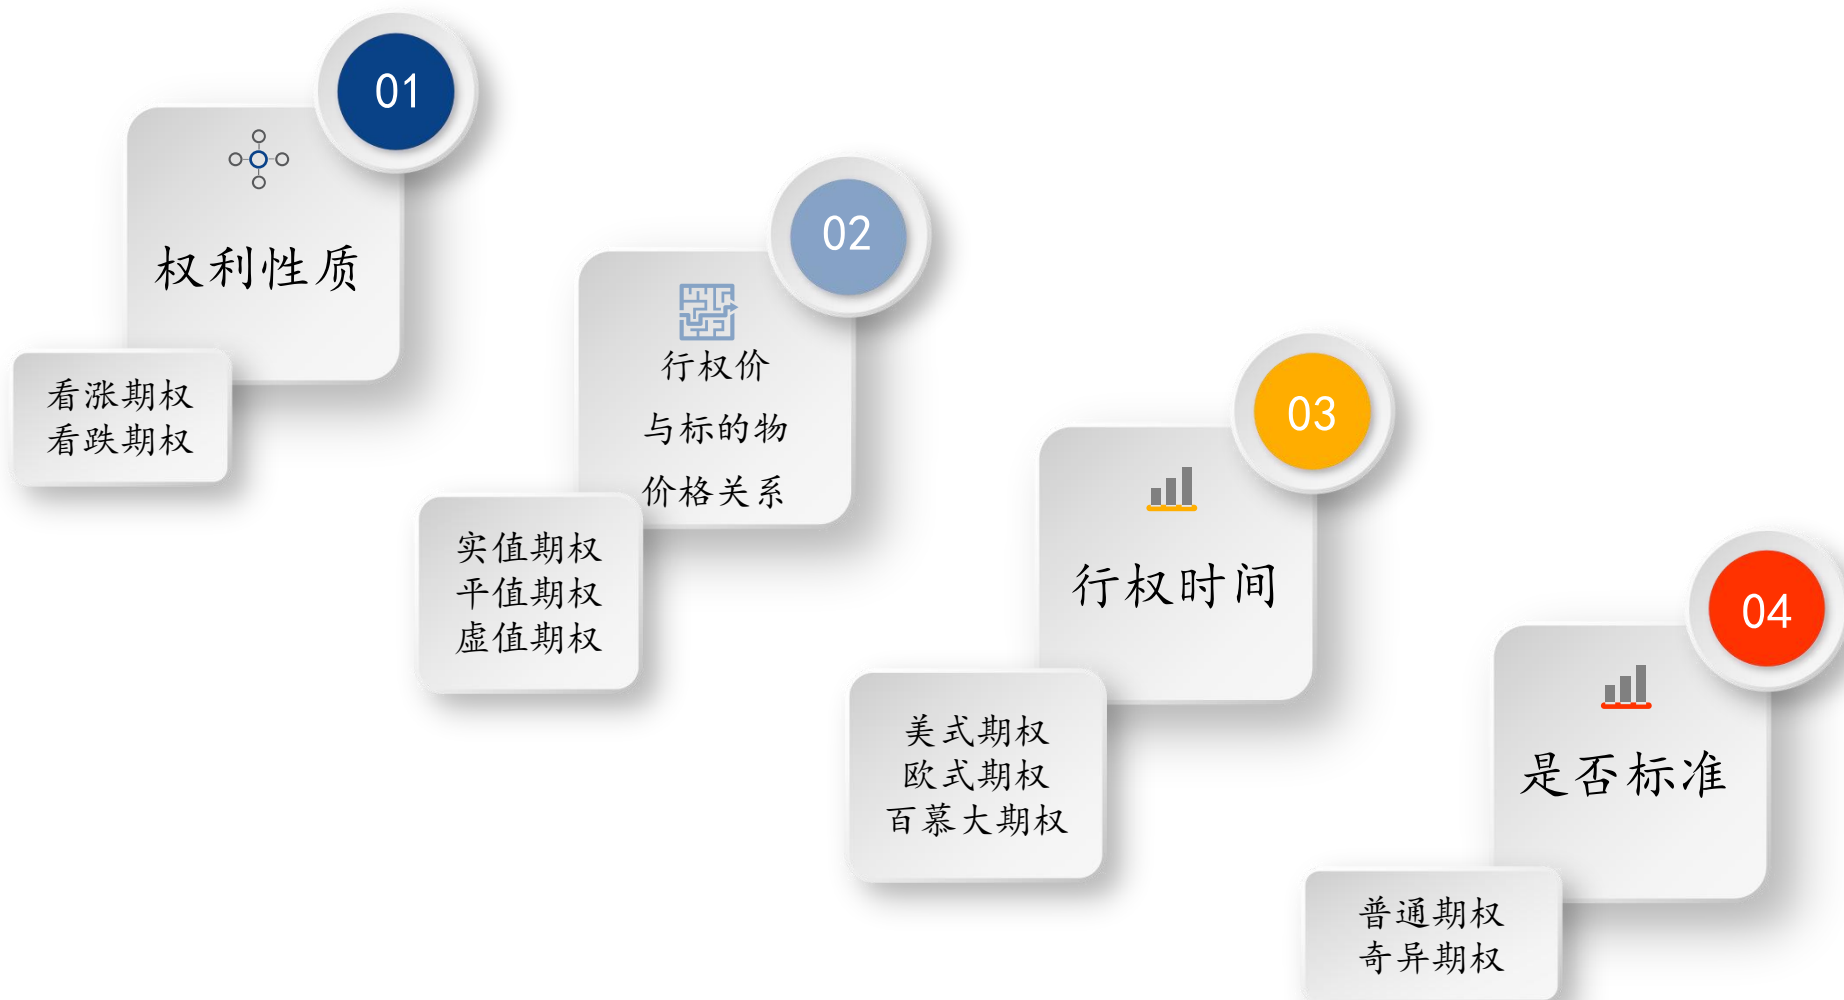 01
权利性质
看涨期权
看跌期权
02
行权价
与标的物
价格关系
实值期权
平值期权
虚值期权
03
行权时间
美式期权
欧式期权
百慕大期权
04
是否标准
普通期权
奇异期权